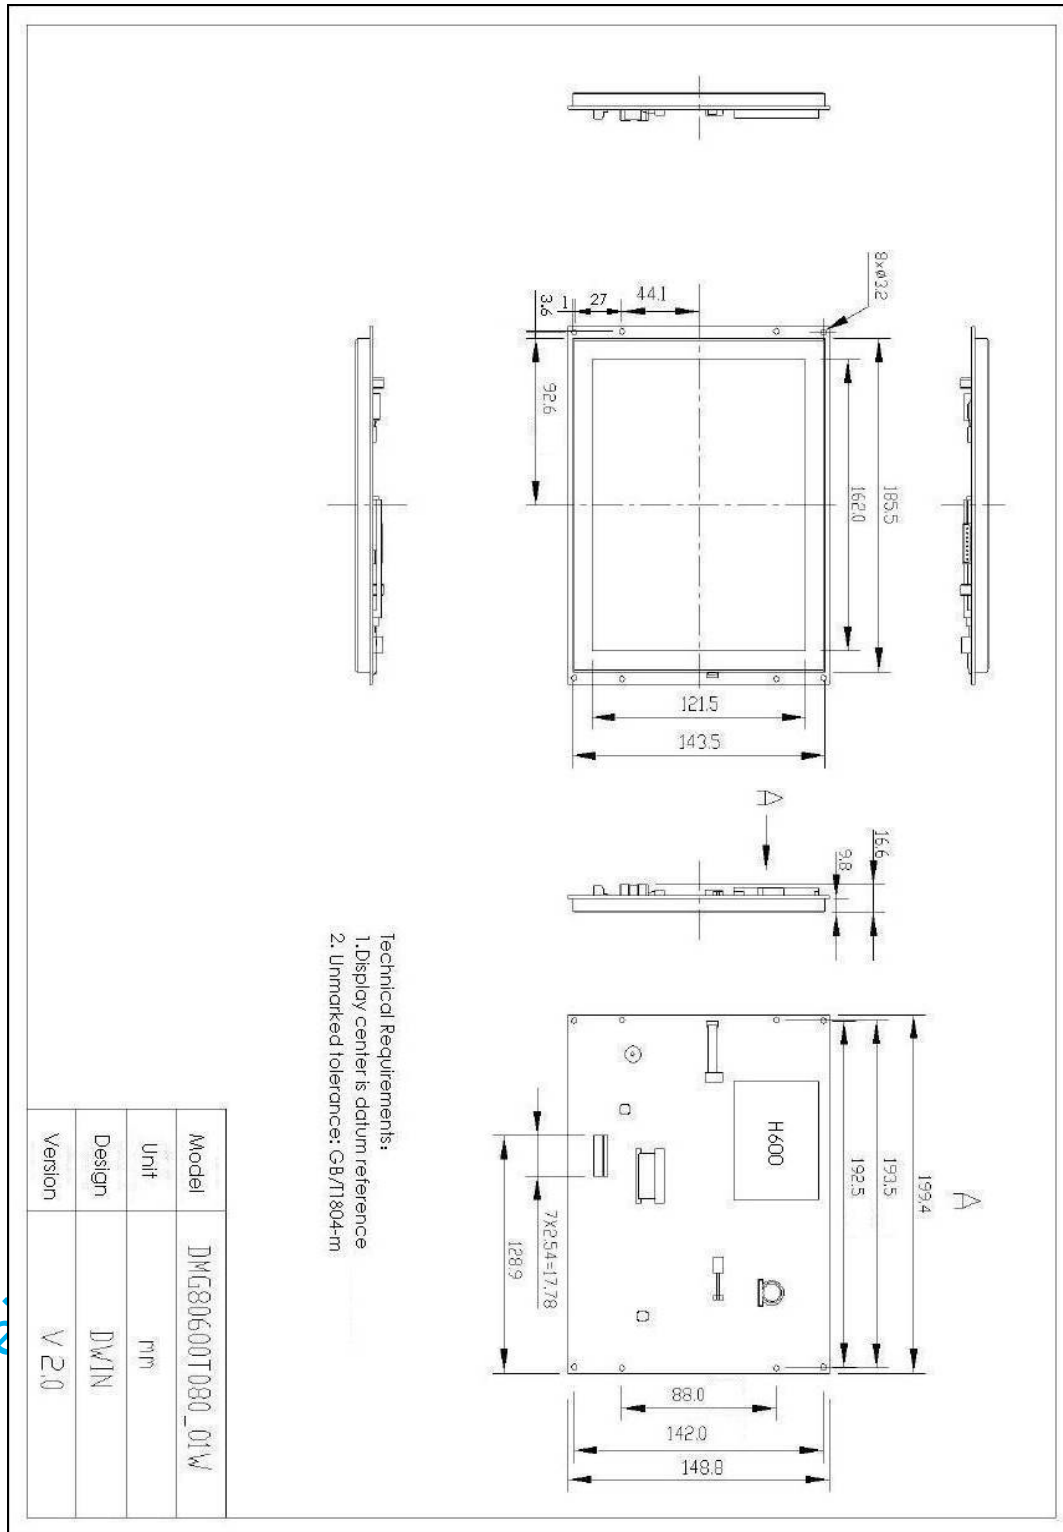 8xø3.2
3.6
1
27
44.1
92.6
162.0
185.5
121.5
143.5
A
9.8
16.6
Technical Requirements:
1.Display center is datum reference
2. Unmarked tolerance: GB/T1804-m
A
H600
192.5
193.5
199.4
7X2.54=17.78
128.9
88.0
142.0
148.8
Model DMG80600T080_01W
Unit mm
Design DWIN
Version V 2.0